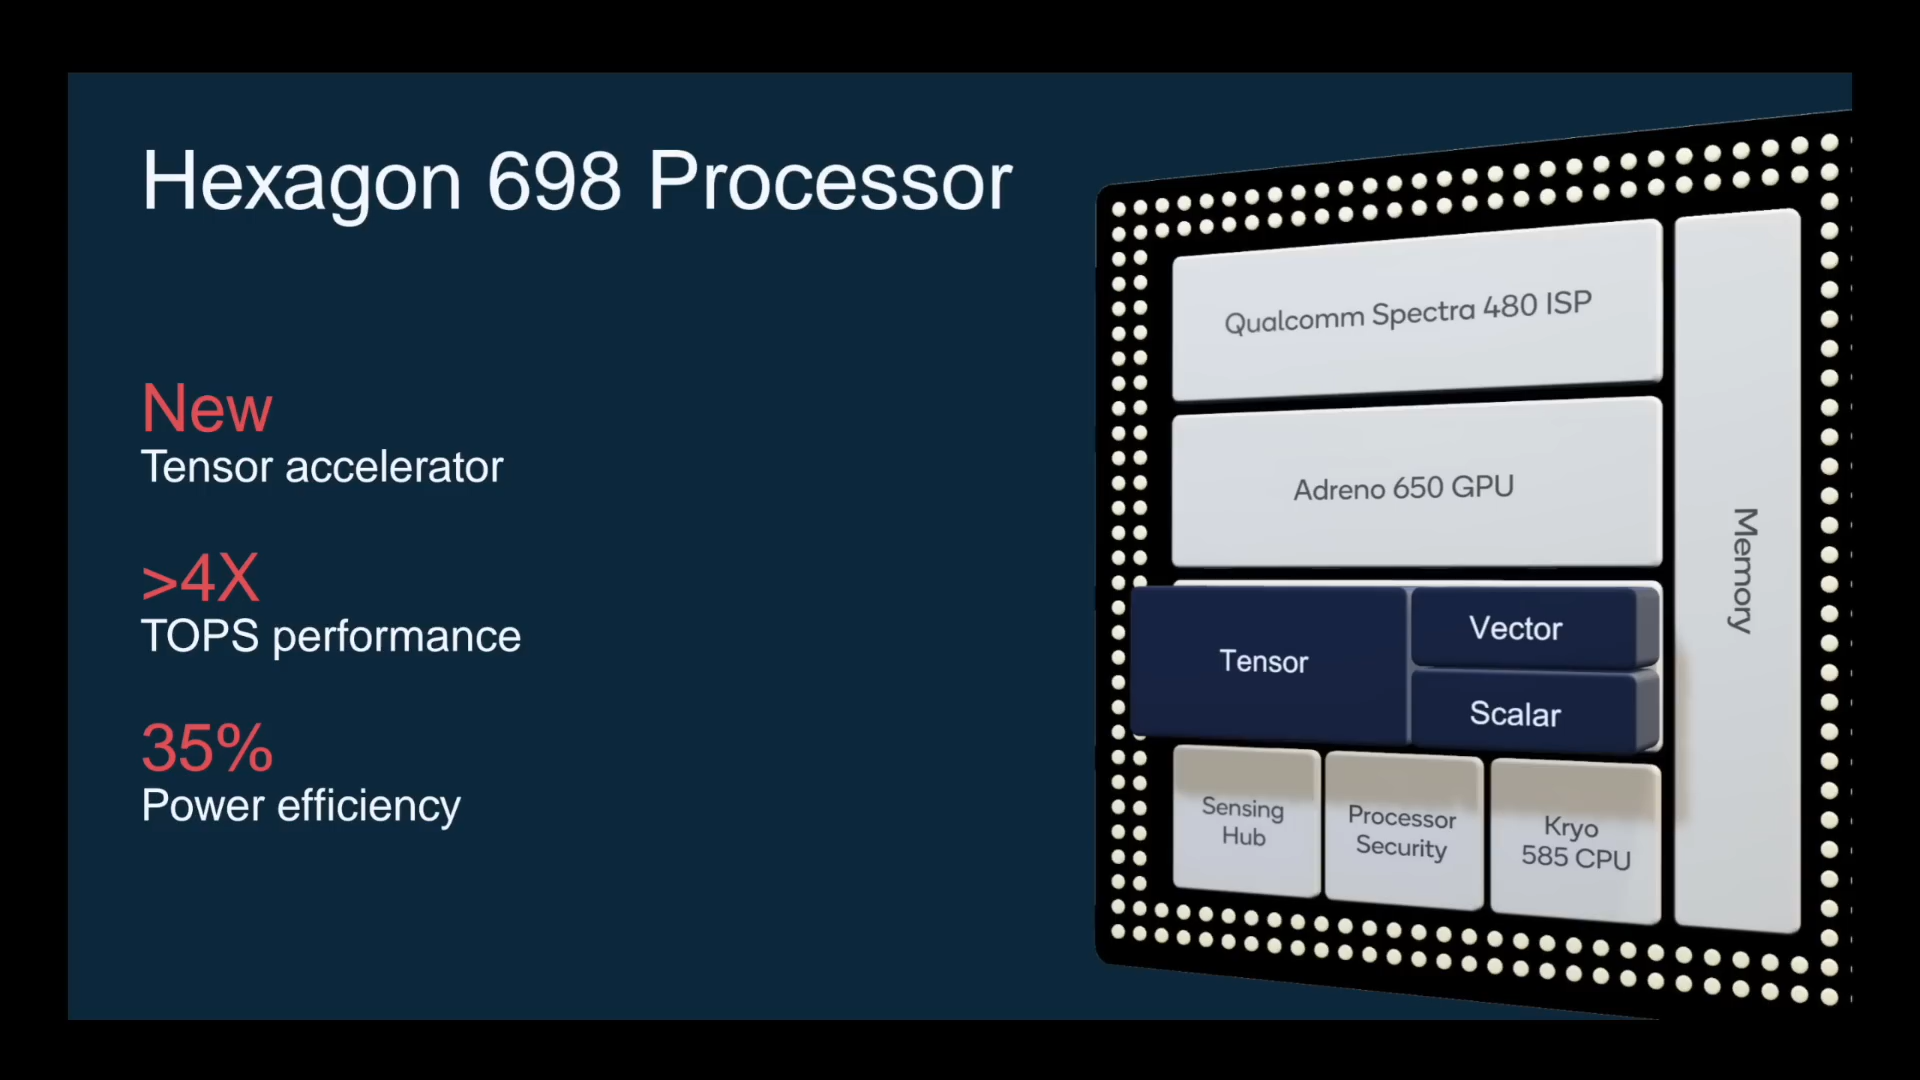 Hexagon 698 Processor
New
Tensor accelerator
>4X
TOPS performance
35%
Power efficiency
Qualcomm Spectra 480 ISP
Adreno 650 GPU
Tensor
Vector
Scalar
Sensing
Hub
Processor
Security
Kryo
585 CPU
Memory